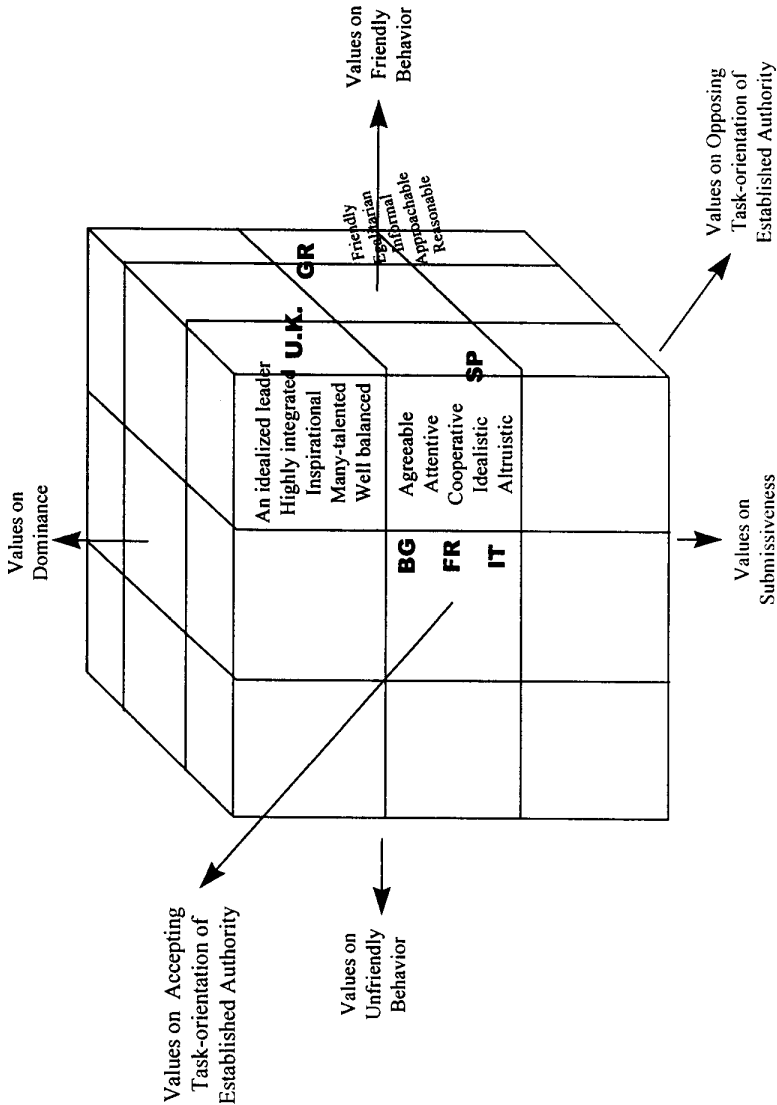 Values on
Dominance
Values on Accepting
Task-orientation of
Established Authority
Values on
Unfriendly
Behavior
An idealized leader
Highly integrated
Inspirational
Many-talented
Well balanced
U.K.
GR
Friendly
Egalitarian
Informal
Approachable
Reasonable
Values on
Friendly
Behavior
BG
FR
IT
Agreeable
Attentive
Cooperative
Idealistic
Altruistic
SP
Values on
Submissiveness
Values on Opposing
Task-orientation of
Established Authority